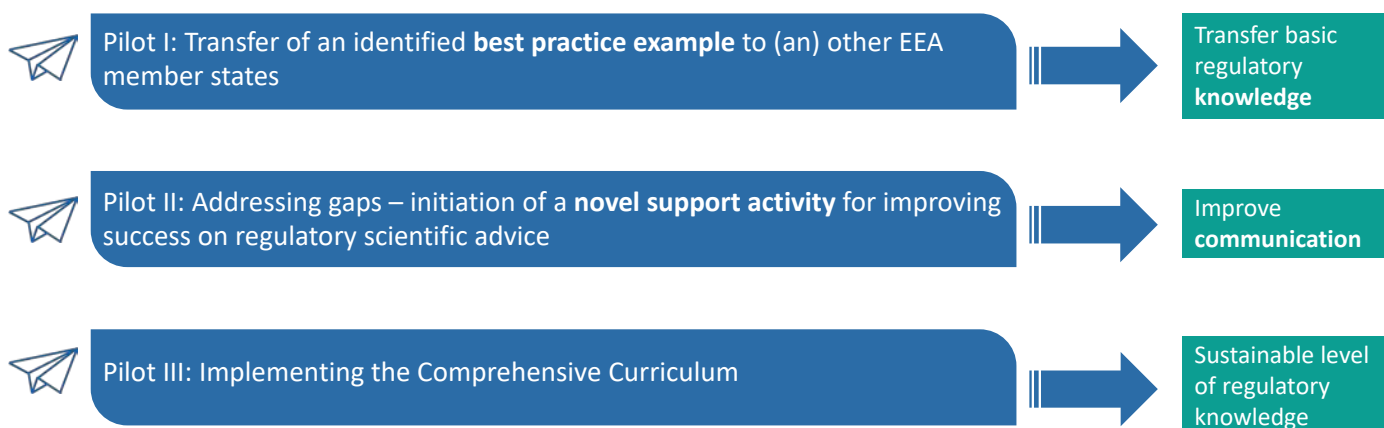 Pilot I: Transfer of an identified best practice example to (an) other EEA
member states
Transfer basic
regulatory
knowledge
Pilot II: Addressing gaps – initiation of a novel support activity for improving
success on regulatory scientific advice
Improve
communication
Pilot III: Implementing the Comprehensive Curriculum
Sustainable level
of regulatory
knowledge